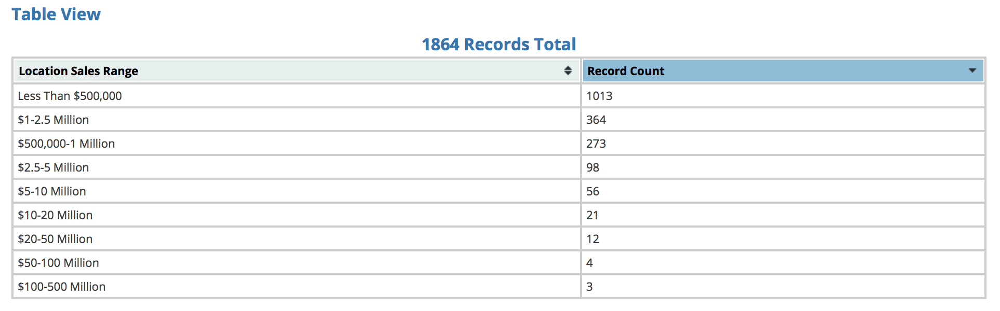 Table View
1864 Records Total
Location Sales Range Record Count
Less Than $500,000 1013
$1-2.5 Million 364
$500,000-1 Million 273
$2.5-5 Million 98
$5-10 Million 56
$10-20 Million 21
$20-50 Million 12
$50-100 Million 4
$100-500 Million 3